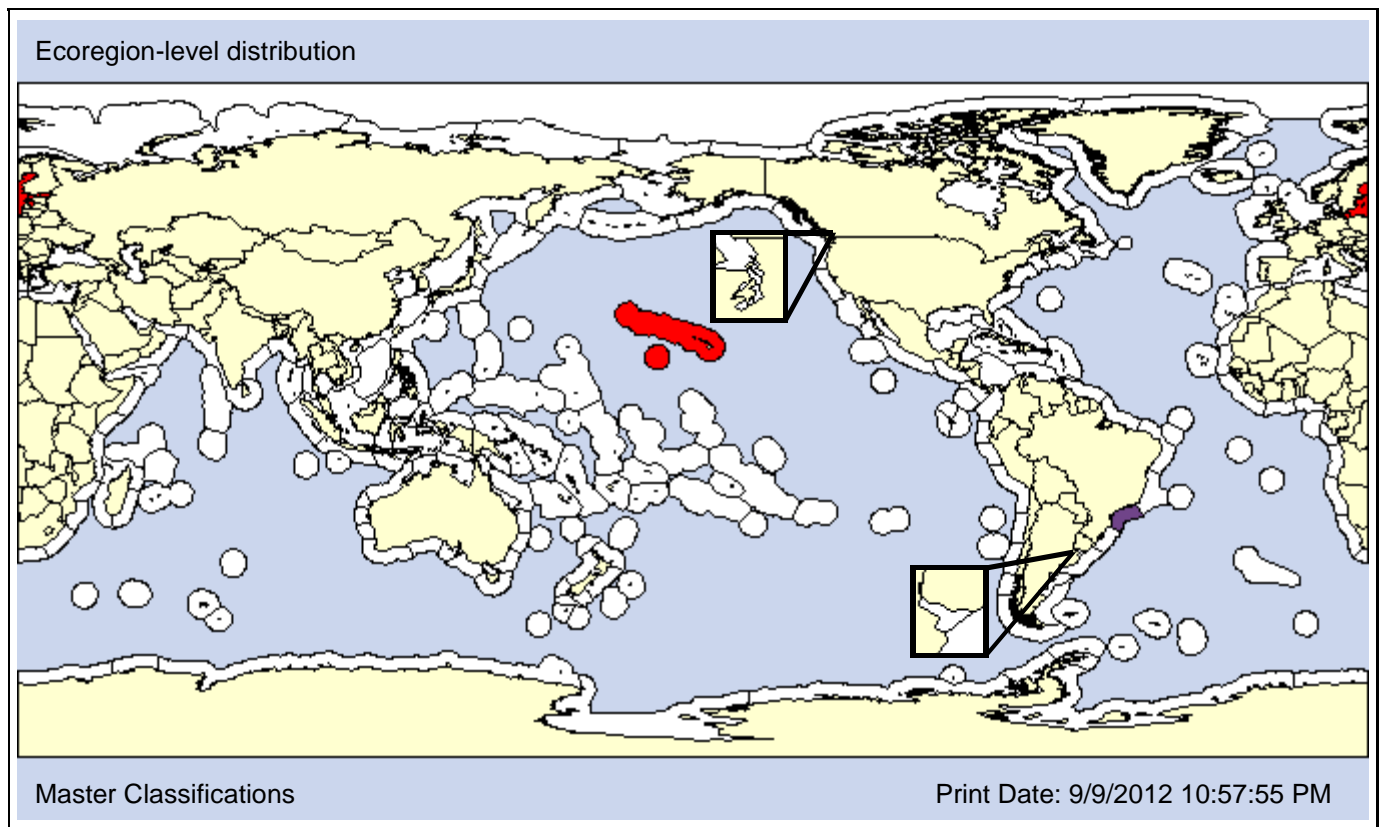 Ecoregion-level distribution
Master Classifications
Print Date: 9/9/2012 10:57:55 PM